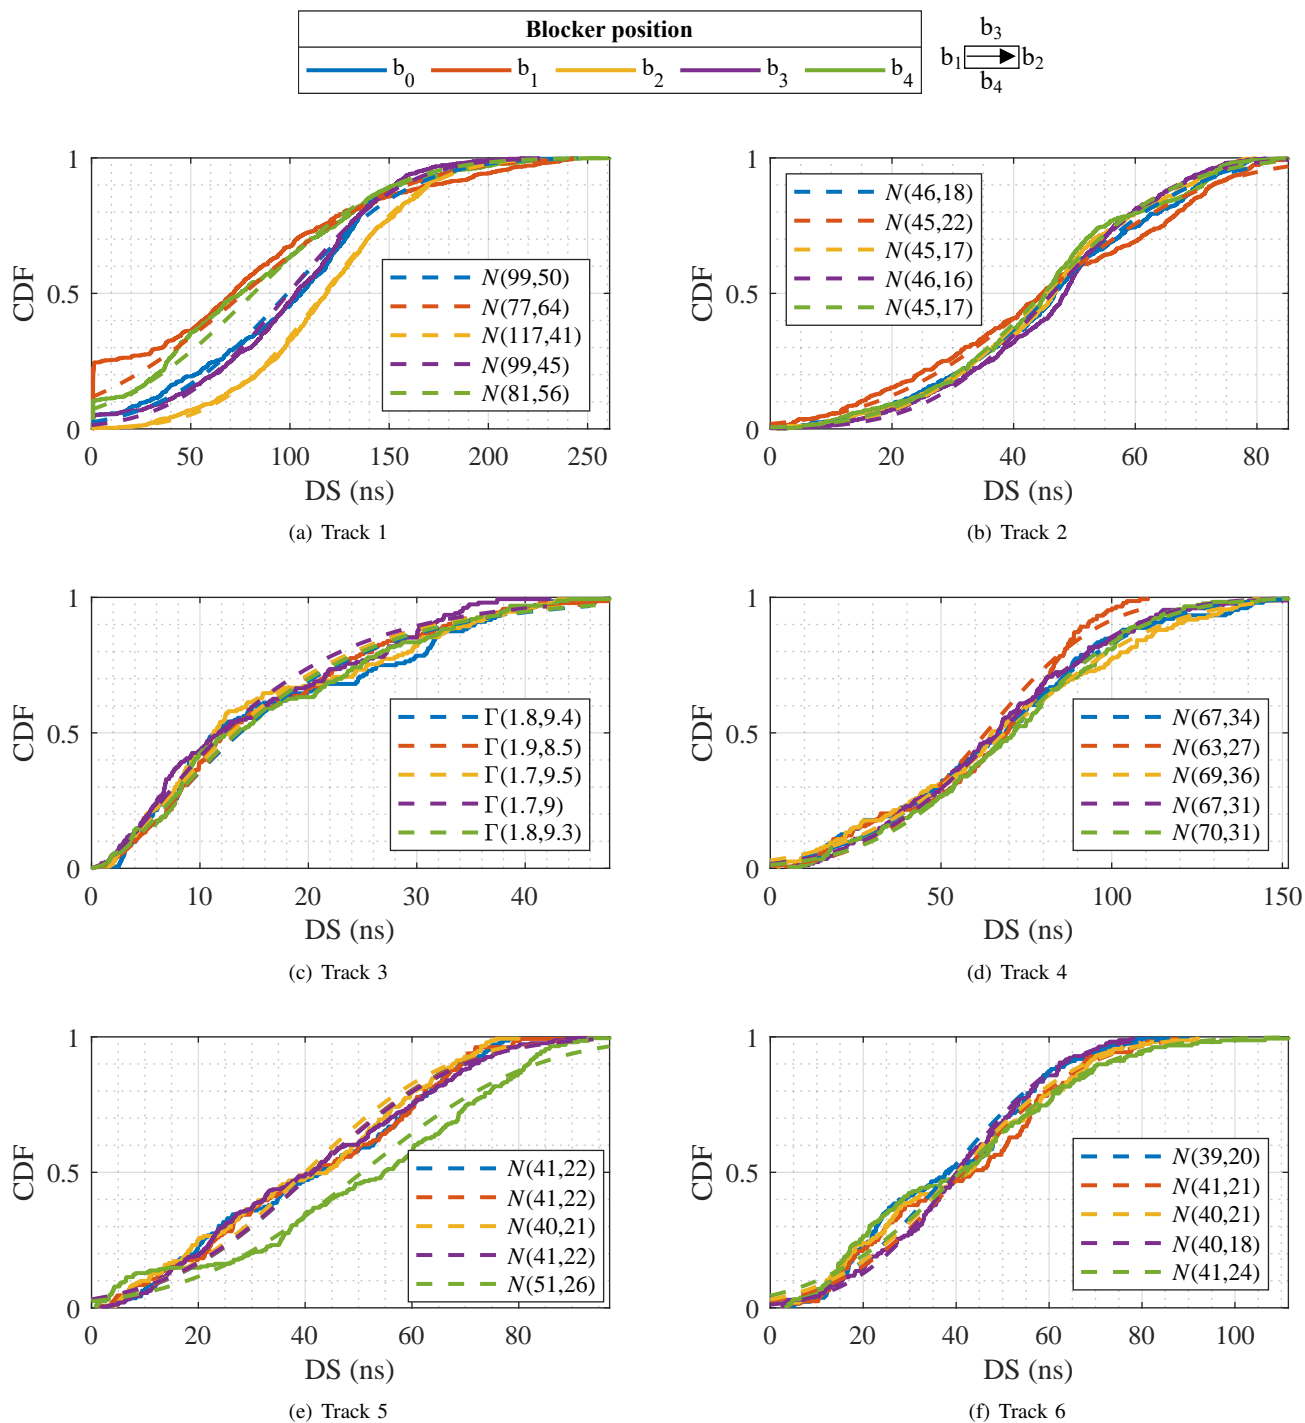 Blocker position
b0 b1 b2 b3 b4
b3
b1 b2
b4
1
0.5
0
CDF
N(99,50)
N(77,64)
N(117,41)
N(99,45)
N(81,56)
0 50 100 150 200 250
DS (ns)
(a) Track 1
1
0.5
0
CDF
N(46,18)
N(45,22)
N(45,17)
N(46,16)
N(45,17)
0 20 40 60 80
DS (ns)
(b) Track 2
1
0.5
0
CDF
Γ(1.8,9.4)
Γ(1.9,8.5)
Γ(1.7,9.5)
Γ(1.7,9)
Γ(1.8,9.3)
0 10 20 30 40
DS (ns)
(c) Track 3
1
0.5
0
CDF
N(67,34)
N(63,27)
N(69,36)
N(67,31)
N(70,31)
0 50 100 150
DS (ns)
(d) Track 4
1
0.5
0
CDF
N(41,22)
N(41,22)
N(40,21)
N(41,22)
N(51,26)
0 20 40 60 80
DS (ns)
(e) Track 5
1
0.5
0
CDF
N(39,20)
N(41,21)
N(40,21)
N(40,18)
N(41,24)
0 20 40 60 80 100
DS (ns)
(f) Track 6